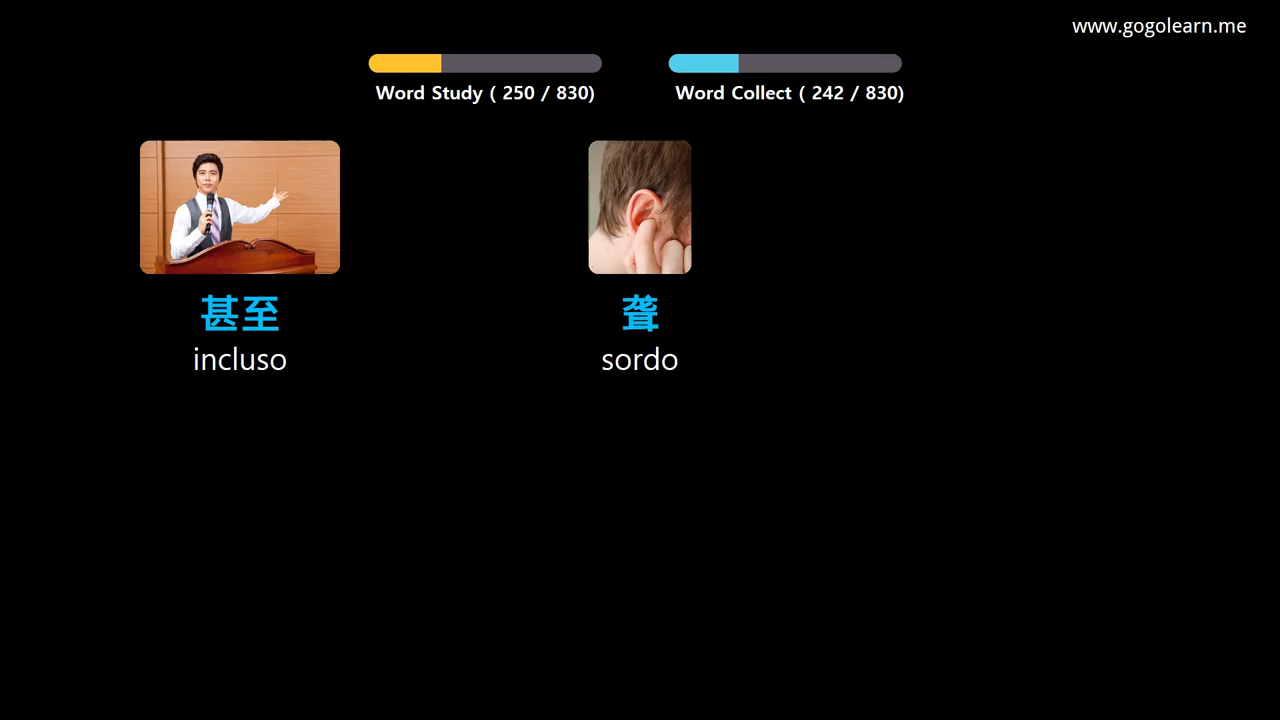 www.gogolearn.me
Word Study ( 250 / 830)
Word Collect ( 242 / 830)
甚至
incluso
聋
sordo